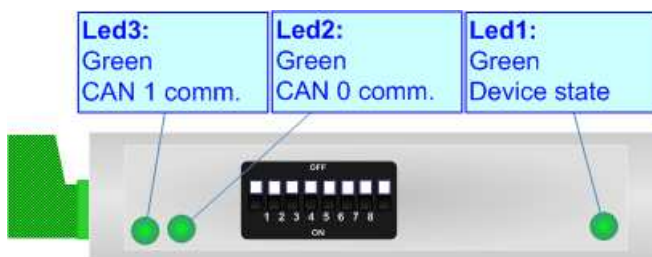 Led3:
Green
CAN 1 comm.
Led2:
Green
CAN 0 comm.
Led1:
Green
Device state
OFF
1 2 3 4 5 6 7 8
ON